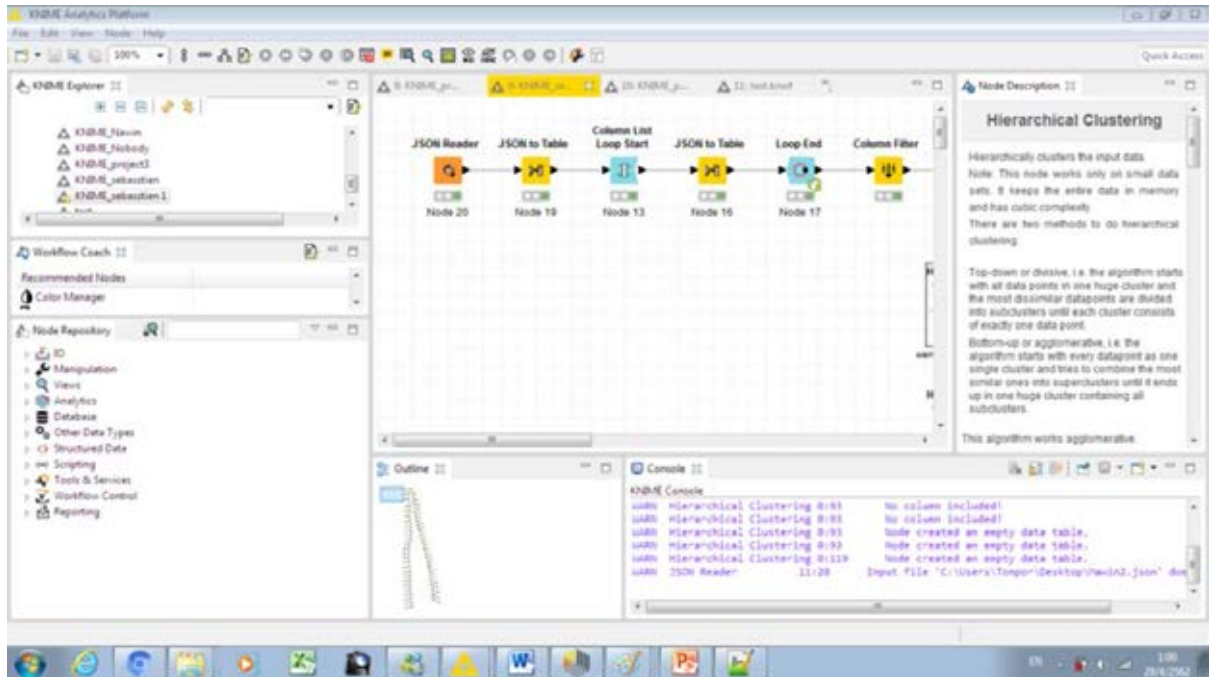 KNIME Analytics Platform
File Edit View Node Help
100%
Quick Access
KNIME Explorer
KNIME_Nawin
KNIME_Nobody
KNIME_project3
KNIME_sebastien
KNIME_sebastien 1
Workflow Coach
Recommended Nodes
Color Manager
Node Repository
IO
Manipulation
Views
Analytics
Database
Other Data Types
Structured Data
Scripting
Tools & Services
Workflow Control
Reporting
11: test.knwf
JSON Reader
Node 20
JSON to Table
Node 19
Column List
Loop Start
Node 13
JSON to Table
Node 16
Loop End
Node 17
Column Filter
Node Description
Hierarchical Clustering
Hierarchically clusters the input data.
Note: This node works only on small data
sets. It keeps the entire data in memory
and has cubic complexity.
There are two methods to do hierarchical
clustering:
Top-down or divisive, i.e. the algorithm starts
with all data points in one huge cluster and
the most dissimilar datapoints are divided
into subclusters until each cluster consists
of exactly one data point.
Bottom-up or agglomerative, i.e. the
algorithm starts with every datapoint as one
single cluster and tries to combine the most
similar ones into superclusters until it ends
up in one huge cluster containing all
subclusters.
This algorithm works agglomerative.
Outline
Console
KNIME Console
WARN Hierarchical Clustering 0:93 No column included!
WARN Hierarchical Clustering 0:93 No column included!
WARN Hierarchical Clustering 0:93 Node created an empty data table.
WARN Hierarchical Clustering 0:93 Node created an empty data table.
WARN Hierarchical Clustering 0:119 Node created an empty data table.
WARN JSON Reader 11:20 Input file 'C:\Users\Tompor\Desktop\nawin2.json' doe
EN
1:00
29/4/2562